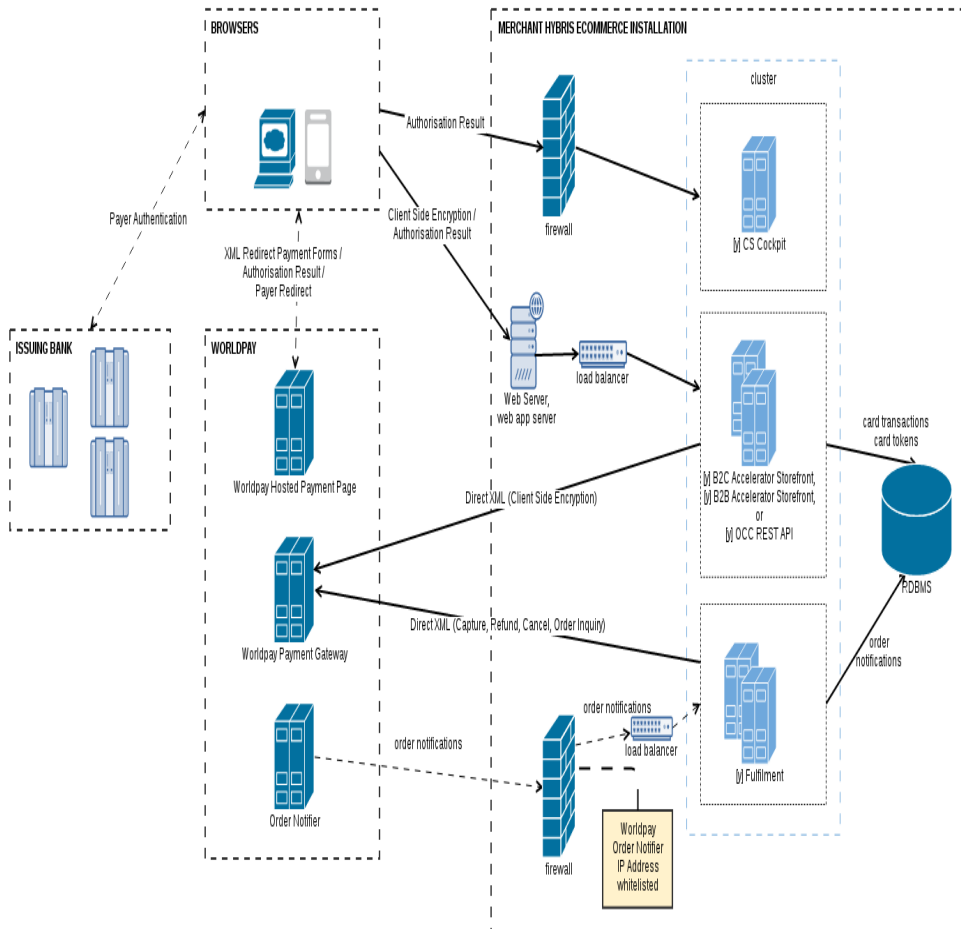 BROWSERS
MERCHANT HYBRIS ECOMMERCE INSTALLATION
cluster
Authorisation Result
Payer Authentication
Client Side Encryption /
Authorisation Result
firewall
[y] CS Cockpit
XML Redirect Payment Forms /
Authorisation Result /
Payer Redirect
ISSUING BANK
WORLDPAY
load balancer
Web Server,
web app server
card transactions
card tokens
Worldpay Hosted Payment Page
[y] B2C Accelerator Storefront,
[y] B2B Accelerator Storefront,
or
[y] OCC REST API
Direct XML (Client Side Encryption)
RDBMS
Direct XML (Capture, Refund, Cancel, Order Inquiry)
Worldpay Payment Gateway
order
notifications
order notifications
order notifications
load balancer
[y] Fulfilment
Order Notifier
firewall
Worldpay
Order Notifier
IP Address
whitelisted